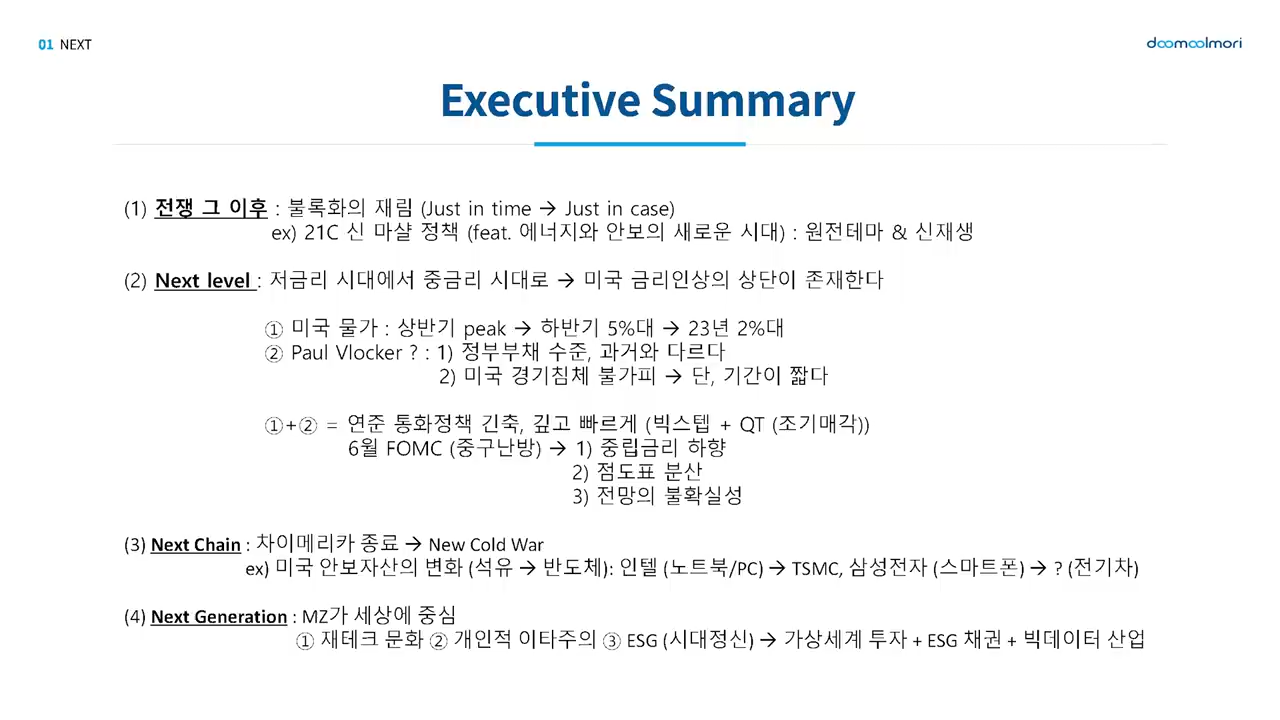 01 NEXT
doomoolmori
Executive Summary
(1) 전쟁 그 이후 : 불록화의 재림 (Just in time → Just in case)
ex) 21C 신 마샬 정책 (feat. 에너지와 안보의 새로운 시대) : 원전테마 & 신재생
(2) Next level : 저금리 시대에서 중금리 시대로 → 미국 금리인상의 상단이 존재한다
① 미국 물가 : 상반기 peak → 하반기 5%대 → 23년 2%대
② Paul Vlocker ? : 1) 정부부채 수준, 과거와 다르다
2) 미국 경기침체 불가피 → 단, 기간이 짧다
①+② = 연준 통화정책 긴축, 깊고 빠르게 (빅스텝 + QT (조기매각))
6월 FOMC (중구난방) → 1) 중립금리 하향
2) 점도표 분산
3) 전망의 불확실성
(3) Next Chain : 차이메리카 종료 → New Cold War
ex) 미국 안보자산의 변화 (석유 → 반도체): 인텔 (노트북/PC) → TSMC, 삼성전자 (스마트폰) → ? (전기차)
(4) Next Generation : MZ가 세상에 중심
① 재테크 문화 ② 개인적 이타주의 ③ ESG (시대정신) → 가상세계 투자 + ESG 채권 + 빅데이터 산업